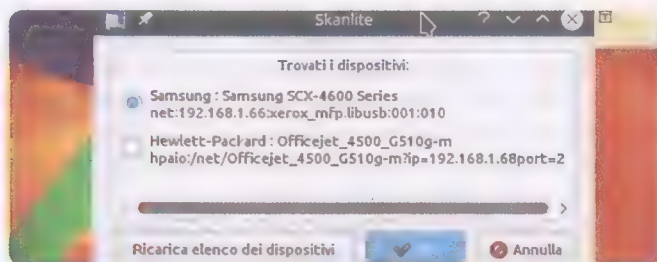 Skanlite
Trovati i dispositivi:
Samsung : Samsung SCX-4600 Series
net:192.168.1.66:xerox_mfp.libusb:001:010
Hewlett-Packard : Officejet_4500_G510g-m
hpaio:/net/Officejet_4500_G510g-m?ip=192.168.1.68port=2
Ricarica elenco dei dispositivi
Annulla